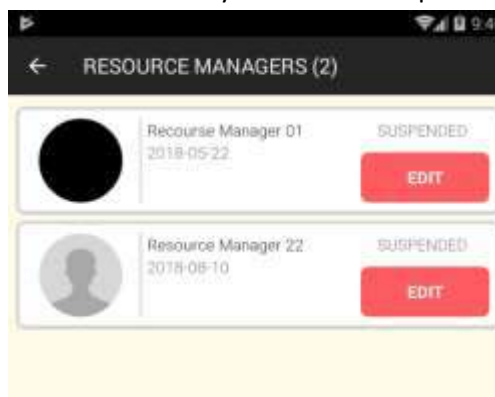 9:4
RESOURCE MANAGERS (2)
Recourse Manager 01
SUSPENDED
2018-05-22
EDIT
Resource Manager 22
SUSPENDED
2018-08-10
EDIT